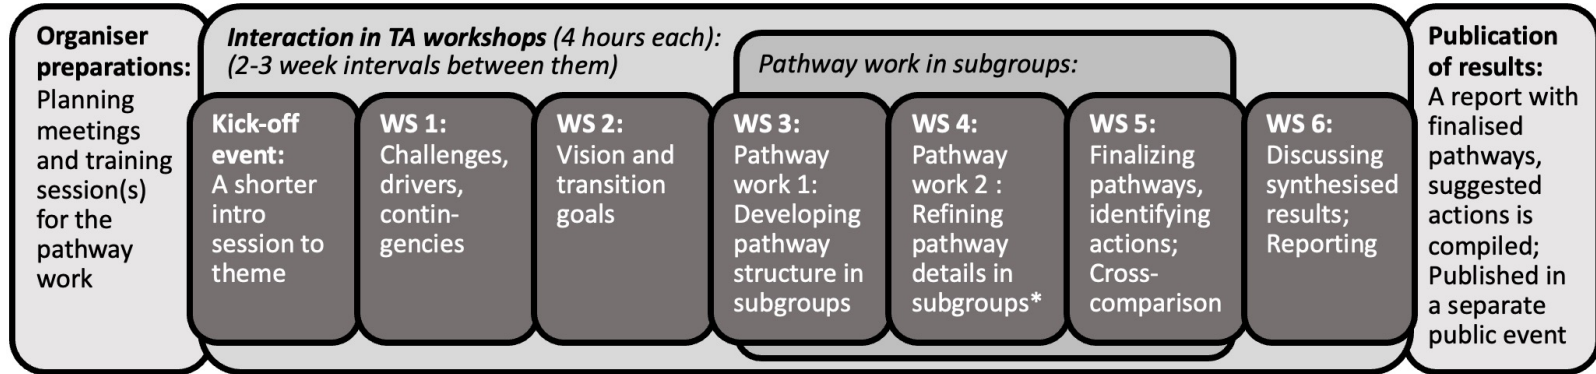 Organiser
preparations:
Planning
meetings
and training
session(s)
for the
pathway
work
Interaction in TA workshops (4 hours each):
(2-3 week intervals between them)
Pathway work in subgroups:
Kick-off
event:
A shorter
intro
session to
theme
WS 1:
Challenges,
drivers,
contin-
gencies
WS 2:
Vision and
transition
goals
WS 3:
Pathway
work 1:
Developing
pathway
structure in
subgroups
WS 4:
Pathway
work 2 :
Refining
pathway
details in
subgroups*
WS 5:
Finalizing
pathways,
identifying
actions;
Cross-
comparison
WS 6:
Discussing
synthesised
results;
Reporting
Publication
of results:
A report with
finalised
pathways,
suggested
actions is
compiled;
Published in
a separate
public event